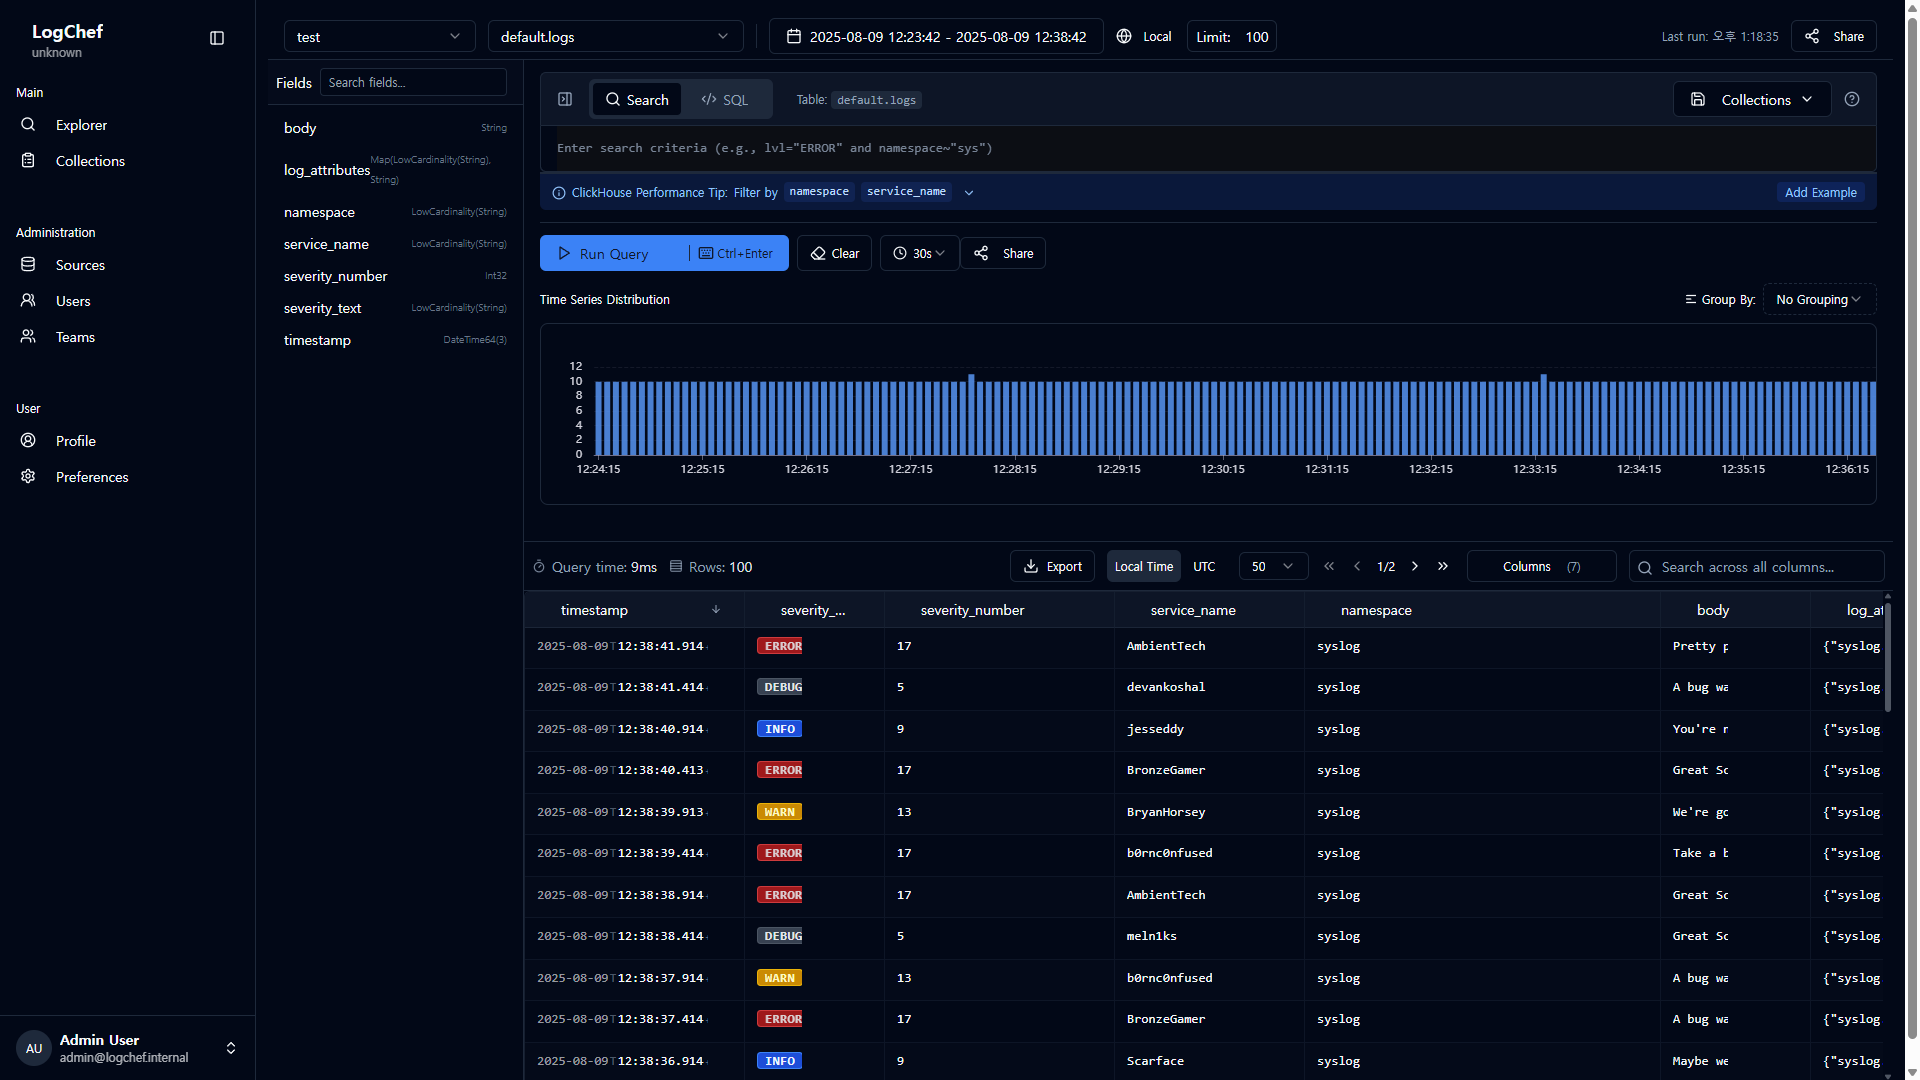 LogChef
unknown
Main
Explorer
Collections
Administration
Sources
Users
Teams
User
Profile
Preferences
AU
Admin User
admin@logchef.internal
test
default.logs
2025-08-09 12:23:42 - 2025-08-09 12:38:42
Local
Limit: 100
Last run: 오후 1:18:35
Share
Fields
Search fields...
body String
log_attributes Map(LowCardinality(String), String)
namespace LowCardinality(String)
service_name LowCardinality(String)
severity_number Int32
severity_text LowCardinality(String)
timestamp DateTime64(3)
Search
SQL
Table: default.logs
Collections
Enter search criteria (e.g., lvl="ERROR" and namespace~"sys")
ClickHouse Performance Tip: Filter by namespace service_name
Add Example
Run Query Ctrl+Enter
Clear
30s
Share
Time Series Distribution
Group By: No Grouping
12
10
8
6
4
2
0
12:24:15 12:25:15 12:26:15 12:27:15 12:28:15 12:29:15 12:30:15 12:31:15 12:32:15 12:33:15 12:34:15 12:35:15 12:36:15
Query time: 9ms Rows: 100
Export
Local Time UTC
50
1/2
Columns (7)
Search across all columns...
timestamp severity_... severity_number service_name namespace body log_at
2025-08-09T12:38:41.914 ERROR 17 AmbientTech syslog Pretty p {"syslog
2025-08-09T12:38:41.414 DEBUG 5 devankoshal syslog A bug wa {"syslog
2025-08-09T12:38:40.914 INFO 9 jesseddy syslog You're n {"syslog
2025-08-09T12:38:40.413 ERROR 17 BronzeGamer syslog Great Sc {"syslog
2025-08-09T12:38:39.913 WARN 13 BryanHorsey syslog We're go {"syslog
2025-08-09T12:38:39.414 ERROR 17 b0rnc0nfused syslog Take a b {"syslog
2025-08-09T12:38:38.914 ERROR 17 AmbientTech syslog Great Sc {"syslog
2025-08-09T12:38:38.414 DEBUG 5 meln1ks syslog Great Sc {"syslog
2025-08-09T12:38:37.914 WARN 13 b0rnc0nfused syslog A bug wa {"syslog
2025-08-09T12:38:37.414 ERROR 17 BronzeGamer syslog A bug wa {"syslog
2025-08-09T12:38:36.914 INFO 9 Scarface syslog Maybe we {"syslog